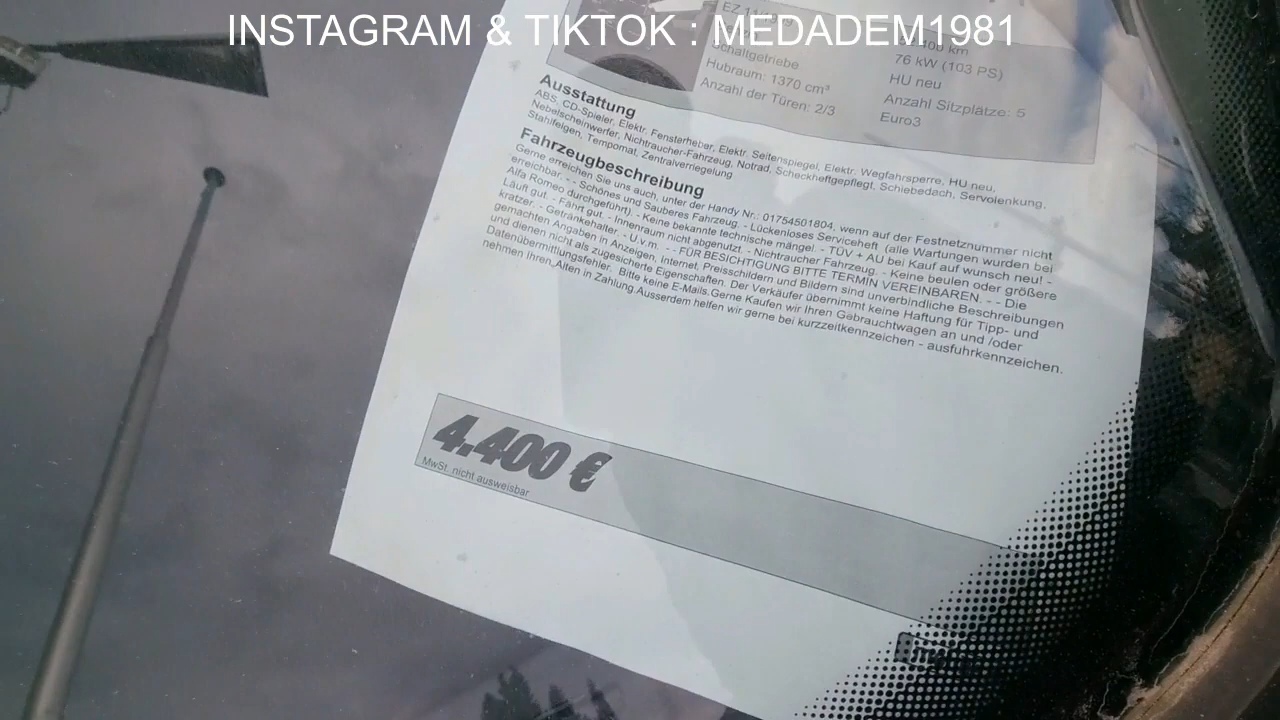 INSTAGRAM & TIKTOK : MEDADEM1981
EZ 11/
Schaltgetriebe
Hubraum: 1370 cm³
Anzahl der Türen: 2/3
km
76 kW (103 PS)
HU neu
Anzahl Sitzplätze: 5
Euro3
Ausstattung
ABS, CD-Spieler, Elektr. Fensterheber, Elektr. Seitenspiegel, Elektr. Wegfahrsperre, HU neu,
Nebelscheinwerfer, Nichtraucher-Fahrzeug, Notrad, Scheckheftgepflegt, Schiebedach, Servolenkung,
Stahlfelgen, Tempomat, Zentralverriegelung
Fahrzeugbeschreibung
Gerne erreichen Sie uns auch, unter der Handy Nr.: 01754501804, wenn auf der Festnetznummer nicht
erreichbar. - - Schönes und Sauberes Fahrzeug. - Lückenloses Serviceheft (alle Wartungen wurden bei
Alfa Romeo durchgeführt). - Keine bekannte technische mängel. - TÜV + AU bei Kauf auf wunsch neu! -
Läuft gut. - Fährt gut. - Innenraum nicht abgenutzt. - Nichtraucher Fahrzeug. - Keine beulen oder größere
kratzer. - Getränkehalter. - U.v.m. - - FÜR BESICHTIGUNG BITTE TERMIN VEREINBAREN. - - Die
gemachten Angaben in Anzeigen, Internet, Preisschildern und Bildern sind unverbindliche Beschreibungen
und dienen nicht als zugesicherte Eigenschaften. Der Verkäufer übernimmt keine Haftung für Tipp- und
Datenübermittlungsfehler. Bitte keine E-Mails.Gerne Kaufen wir Ihren Gebrauchtwagen an und /oder
nehmen Ihren Alten in Zahlung.Ausserdem helfen wir gerne bei kurzzeitkennzeichen - ausfuhrkennzeichen.
4.400 €
MwSt. nicht ausweisbar